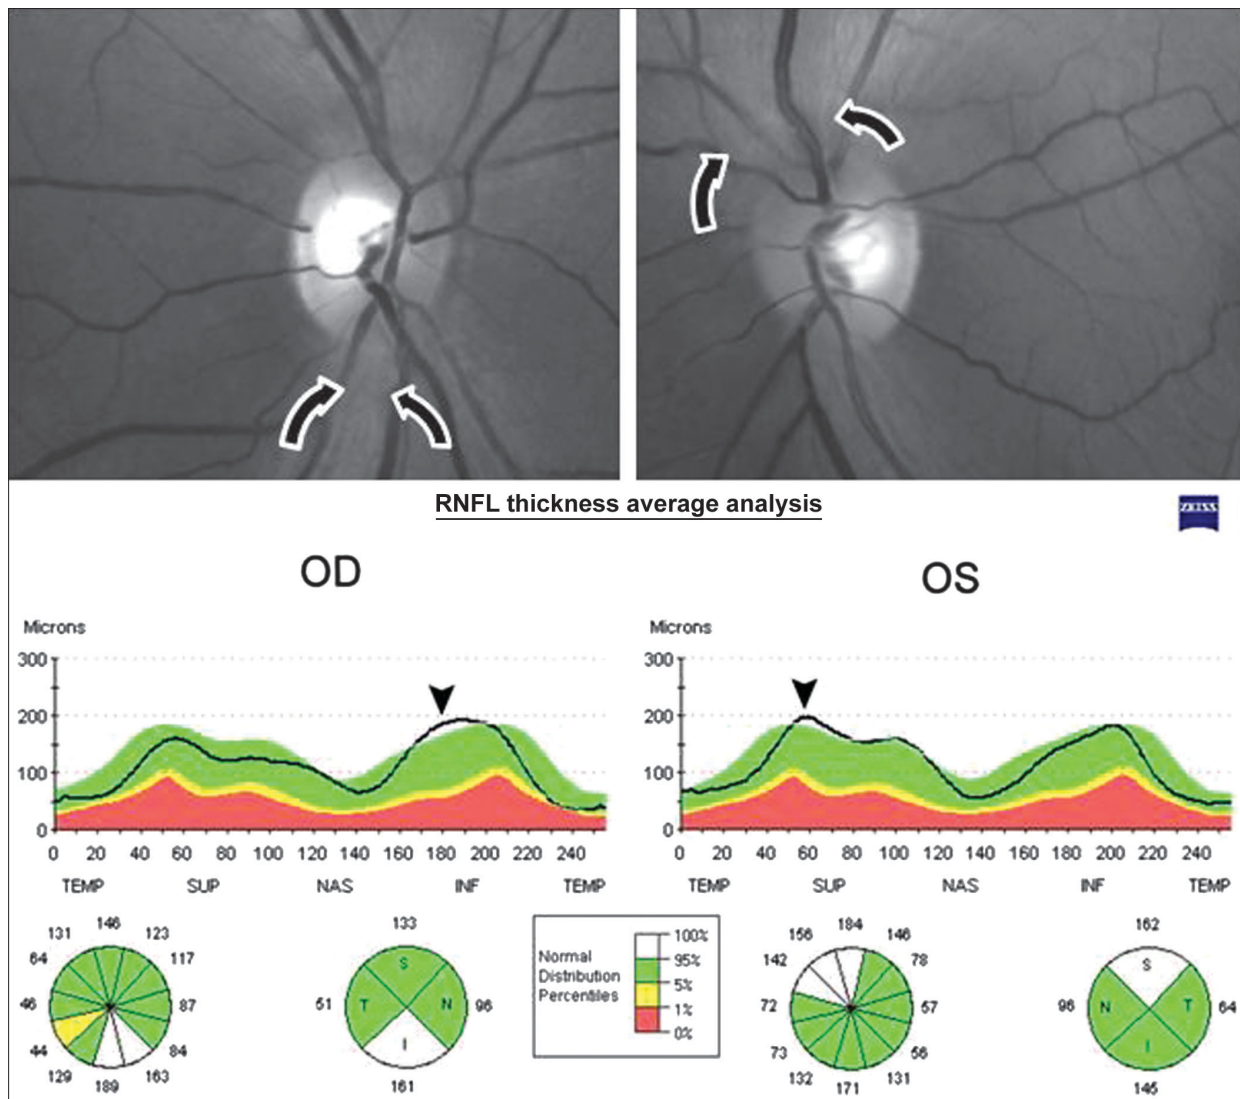 RNFL thickness average analysis
ZEISS
OD
OS
Microns
300
200
100
0
0 20 40 60 80 100 120 140 160 180 200 220 240
TEMP SUP NAS INF TEMP
Microns
300
200
100
0
0 20 40 60 80 100 120 140 160 180 200 220 240
TEMP SUP NAS INF TEMP
146
131 123
64 117
46 87
44 84
129 163
189
133
S
51 T N 96
I
161
Normal
Distribution
Percentiles
100%
95%
5%
1%
0%
184
156 146
142 78
72 57
73 56
132 131
171
162
S
96 N T 64
I
145